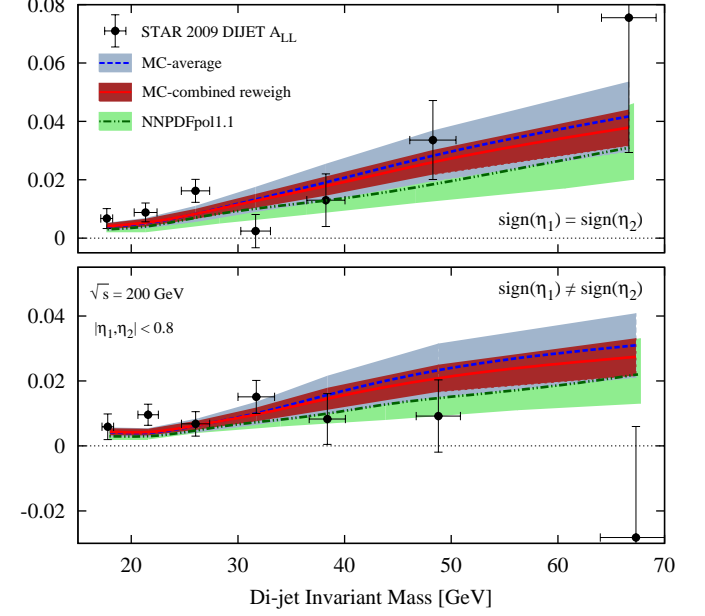 0.08
STAR 2009 DIJET A_LL
MC-average
0.06
MC-combined reweigh
NNPDFpol1.1
0.04
0.02
sign(η₁) = sign(η₂)
0
√s = 200 GeV
sign(η₁) ≠ sign(η₂)
|η₁,η₂| < 0.8
0.04
0.02
0
-0.02
20 30 40 50 60 70
Di-jet Invariant Mass [GeV]